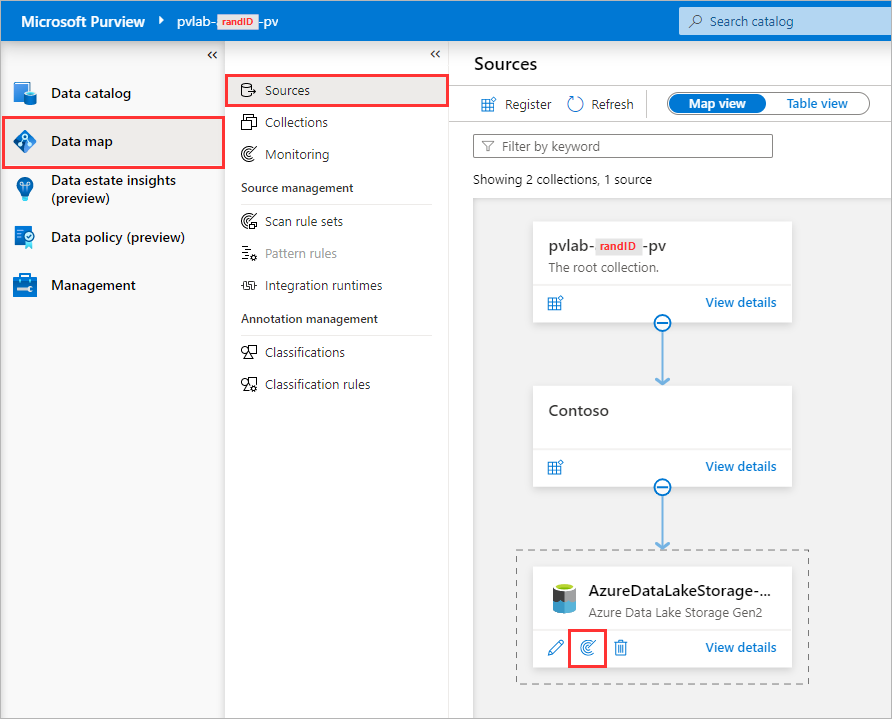 Microsoft Purview pvlab-randID-pv
Search catalog
Data catalog
Data map
Data estate insights
(preview)
Data policy (preview)
Management
Sources
Collections
Monitoring
Source management
Scan rule sets
Pattern rules
Integration runtimes
Annotation management
Classifications
Classification rules
Sources
Register Refresh Map view Table view
Filter by keyword
Showing 2 collections, 1 source
pvlab-randID-pv
The root collection.
View details
Contoso
View details
AzureDataLakeStorage-...
Azure Data Lake Storage Gen2
View details